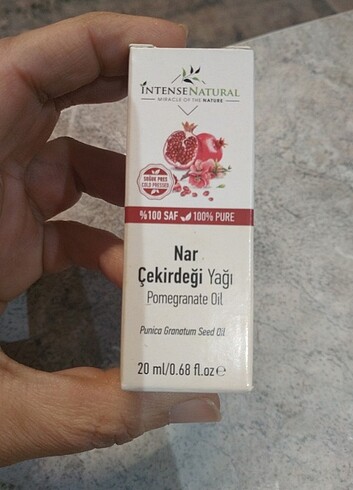 INTENSENATURAL
MIRACLE OF THE NATURE
SOĞUK PRES
COLD PRESSED
%100 SAF 100% PURE
Nar
Çekirdeği Yağı
Pomegranate Oil
Punica Granatum Seed Oil
20 ml/0.68 fl.oz ℮